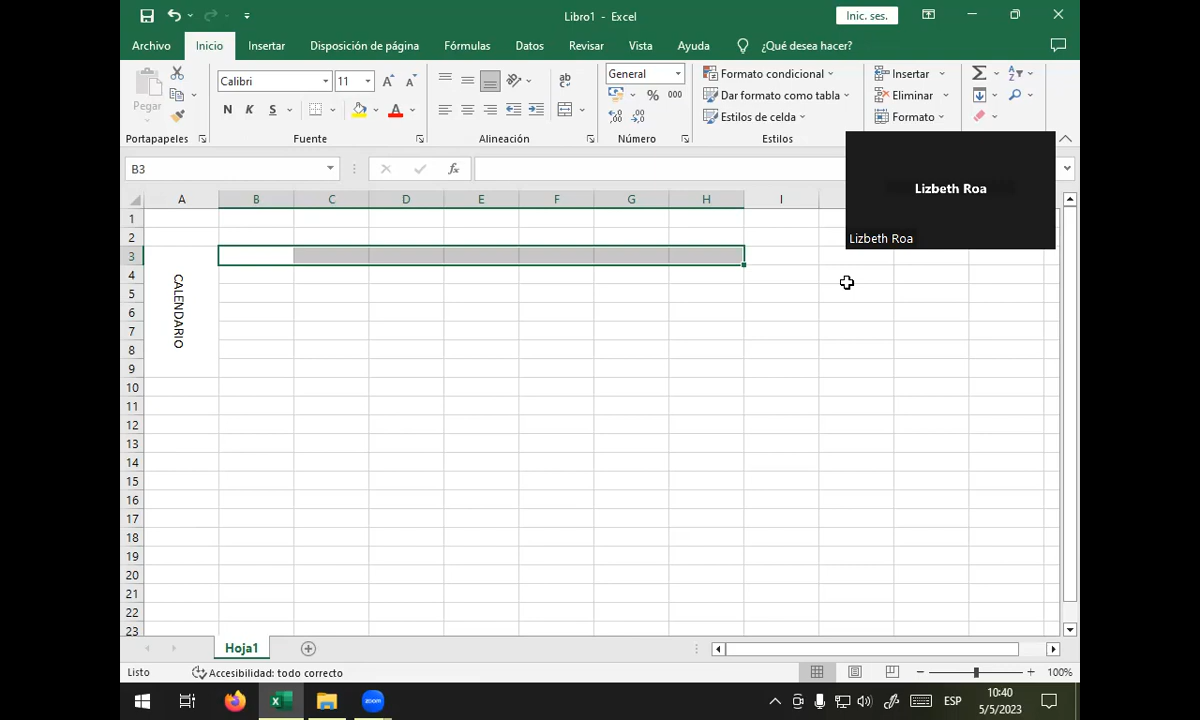 Libro1 - Excel
Inic. ses.
Archivo Inicio Insertar Disposición de página Fórmulas Datos Revisar Vista Ayuda ¿Qué desea hacer?
Pegar
Calibri 11
General
Formato condicional
Insertar
N K S
% 000
Dar formato como tabla
Eliminar
Estilos de celda
Formato
Portapapeles Fuente Alineación Número Estilos
B3 fx
Lizbeth Roa
Lizbeth Roa
A B C D E F G H I
1
2
3
4
5
6
7
8
9
10
11
12
13
14
15
16
17
18
19
20
21
22
23
CALENDARIO
Hoja1
Listo Accesibilidad: todo correcto 100%
zoom
ESP
10:40
5/5/2023